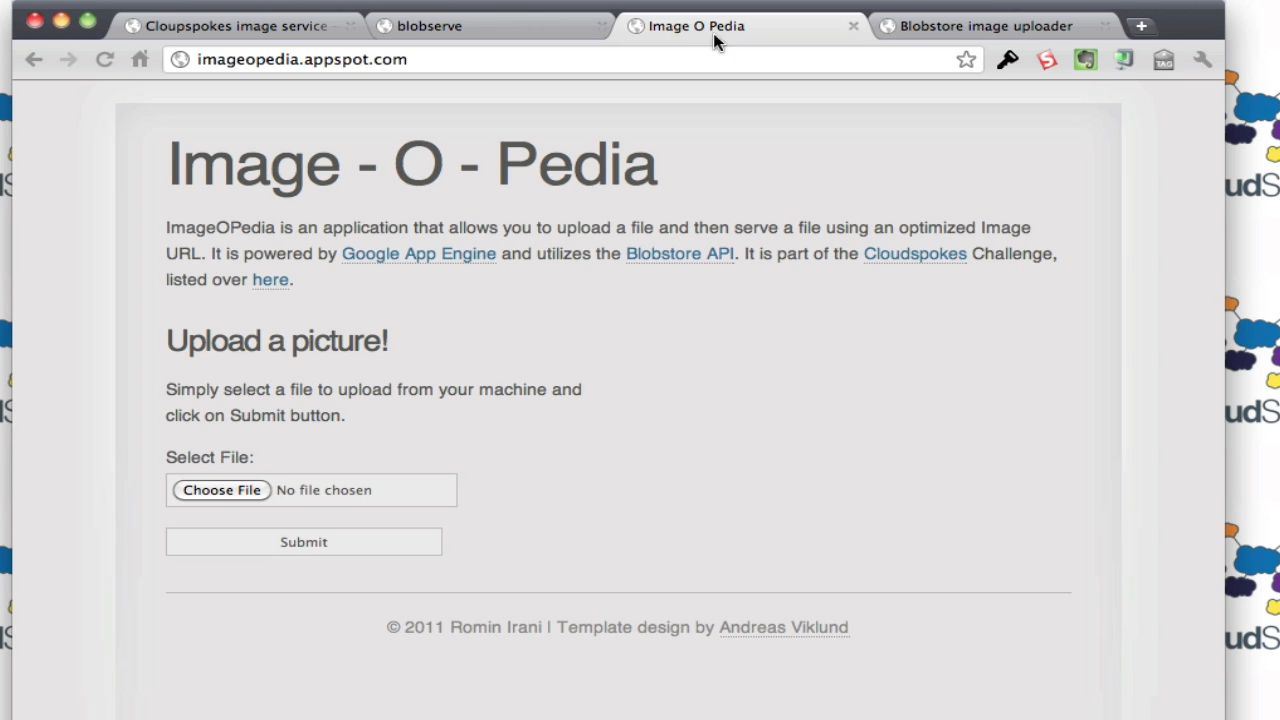 Cloupspokes image service
blobserve
Image O Pedia
Blobstore image uploader
imageopedia.appspot.com
TAG
Image - O - Pedia
ImageOPedia is an application that allows you to upload a file and then serve a file using an optimized Image
URL. It is powered by Google App Engine and utilizes the Blobstore API. It is part of the Cloudspokes Challenge,
listed over here.
Upload a picture!
Simply select a file to upload from your machine and
click on Submit button.
Select File:
Choose File No file chosen
Submit
© 2011 Romin Irani | Template design by Andreas Viklund
udS
udS
udS